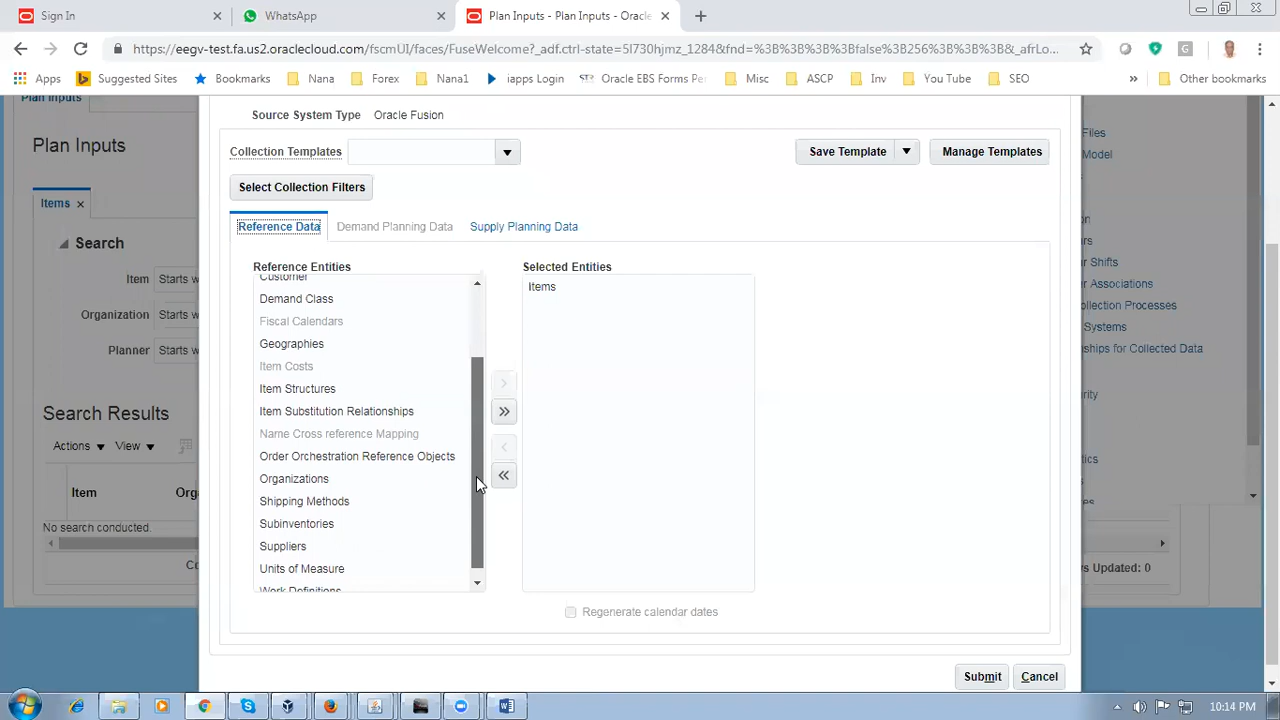 Sign In
WhatsApp
Plan Inputs - Plan Inputs - Oracle
https://eegv-test.fa.us2.oraclecloud.com/fscmUI/faces/FuseWelcome?_adf.ctrl-state=5l730hjmz_1284&fnd=%3B%3B%3B%3Bfalse%3B256%3B%3B%3B&_afrLo...
Apps
Suggested Sites
Bookmarks
Nana
Forex
Nana1
iapps Login
Oracle EBS Forms Pe
Misc
ASCP
Inv
You Tube
SEO
»
Other bookmarks
Plan Inputs
Plan Inputs
Items
Search
Item Starts
Organization Starts
Planner Starts
Search Results
Actions
View
Item
No search conducted.
Source System Type Oracle Fusion
Collection Templates
Save Template
Manage Templates
Select Collection Filters
Reference Data
Demand Planning Data
Supply Planning Data
Reference Entities
Customer
Demand Class
Fiscal Calendars
Geographies
Item Costs
Item Structures
Item Substitution Relationships
Name Cross reference Mapping
Order Orchestration Reference Objects
Organizations
Shipping Methods
Subinventories
Suppliers
Units of Measure
Work Definitions
Selected Entities
Items
Regenerate calendar dates
Submit
Cancel
Files
Model
Shifts
Associations
Processes
Systems
for Collected Data
Updated: 0
10:14 PM